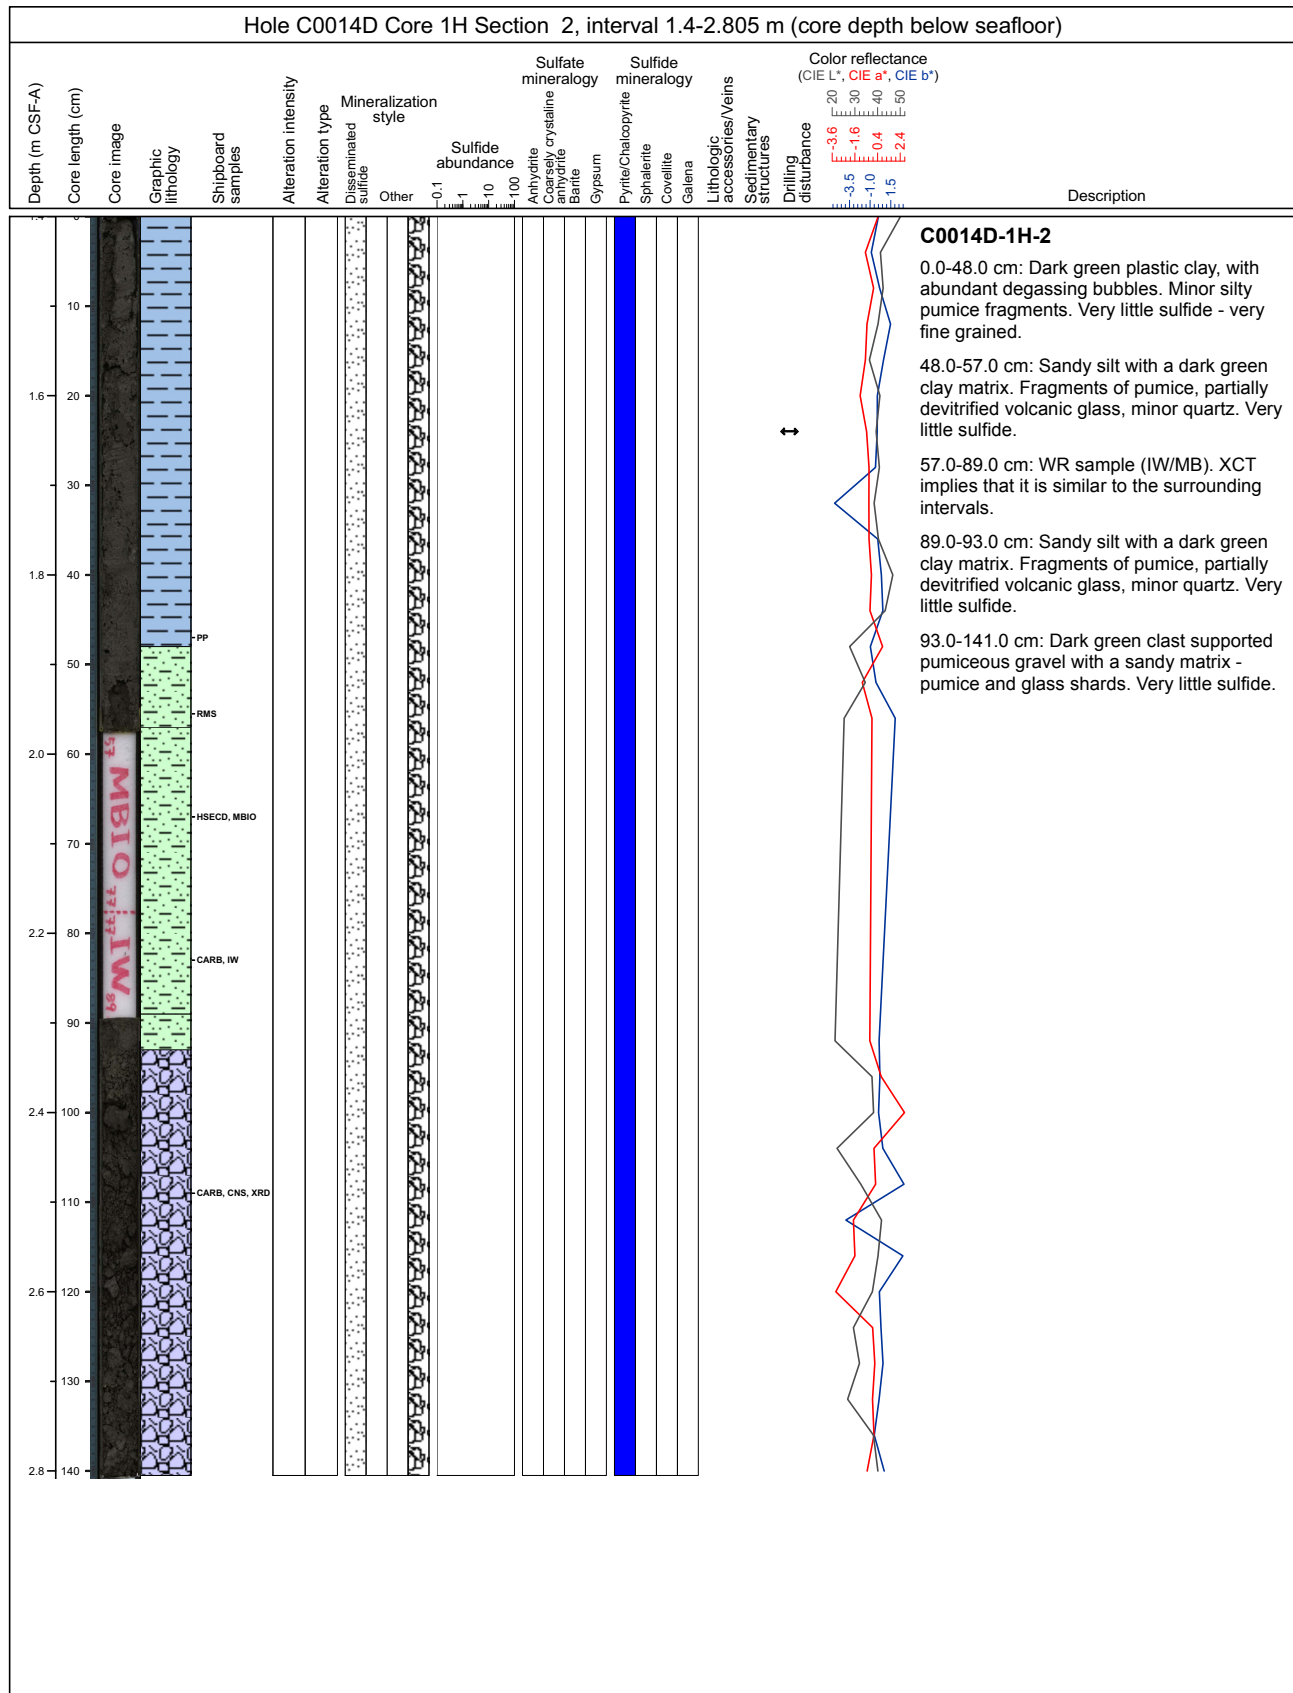 Hole C0014D Core 1H Section 2, interval 1.4-2.805 m (core depth below seafloor)
Depth (m CSF-A)
Core length (cm)
Core image
Graphic
lithology
Shipboard
samples
Alteration intensity
Alteration type
Mineralization
style
Disseminated
sulfide
Other
Sulfide
abundance
0.1
1
10
100
Sulfate
mineralogy
Anhydrite
Coarsely crystaline
anhydrite
Barite
Gypsum
Sulfide
mineralogy
Pyrite/Chalcopyrite
Sphalerite
Covellite
Galena
Lithologic
accessories/Veins
Sedimentary
structures
Drilling
disturbance
Color reflectance
(CIE L*, CIE a*, CIE b*)
20
30
40
50
-3.6
-1.6
0.4
2.4
-3.5
-1.0
1.5
Description
1.4
0
10
1.6
20
30
1.8
40
50
2.0
60
70
2.2
80
90
2.4
100
110
2.6
120
130
2.8
140
57
MBIO
77
77
IW
89
PP
RMS
HSECD, MBIO
CARB, IW
CARB, CNS, XRD
C0014D-1H-2
0.0-48.0 cm: Dark green plastic clay, with
abundant degassing bubbles. Minor silty
pumice fragments. Very little sulfide - very
fine grained.
48.0-57.0 cm: Sandy silt with a dark green
clay matrix. Fragments of pumice, partially
devitrified volcanic glass, minor quartz. Very
little sulfide.
57.0-89.0 cm: WR sample (IW/MB). XCT
implies that it is similar to the surrounding
intervals.
89.0-93.0 cm: Sandy silt with a dark green
clay matrix. Fragments of pumice, partially
devitrified volcanic glass, minor quartz. Very
little sulfide.
93.0-141.0 cm: Dark green clast supported
pumiceous gravel with a sandy matrix -
pumice and glass shards. Very little sulfide.